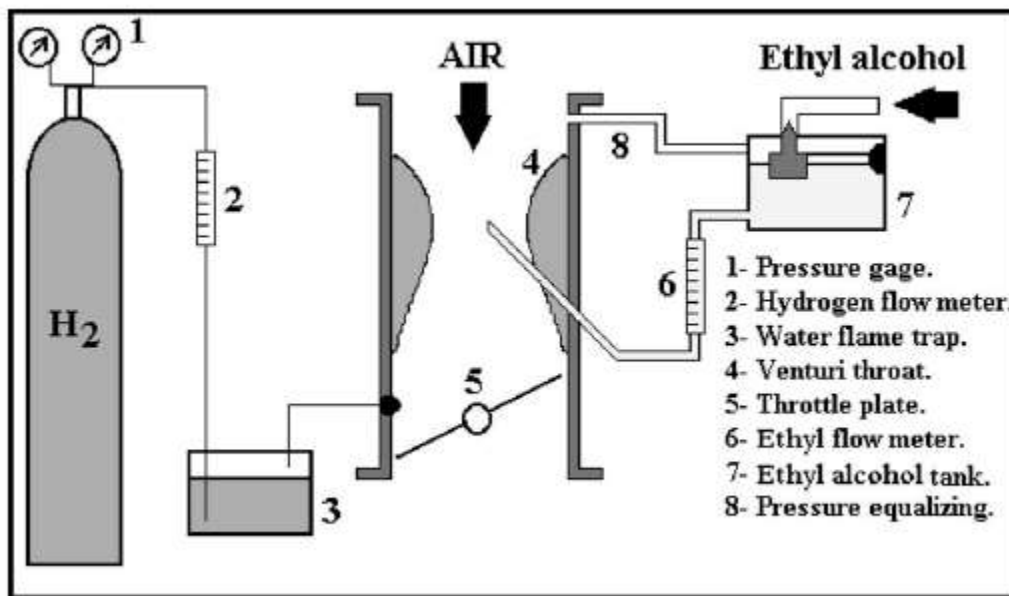 1
AIR
Ethyl alcohol
2
4
8
7
H2
6
5
3
1- Pressure gage.
2- Hydrogen flow meter.
3- Water flame trap.
4- Venturi throat.
5- Throttle plate.
6- Ethyl flow meter.
7- Ethyl alcohol tank.
8- Pressure equalizing.